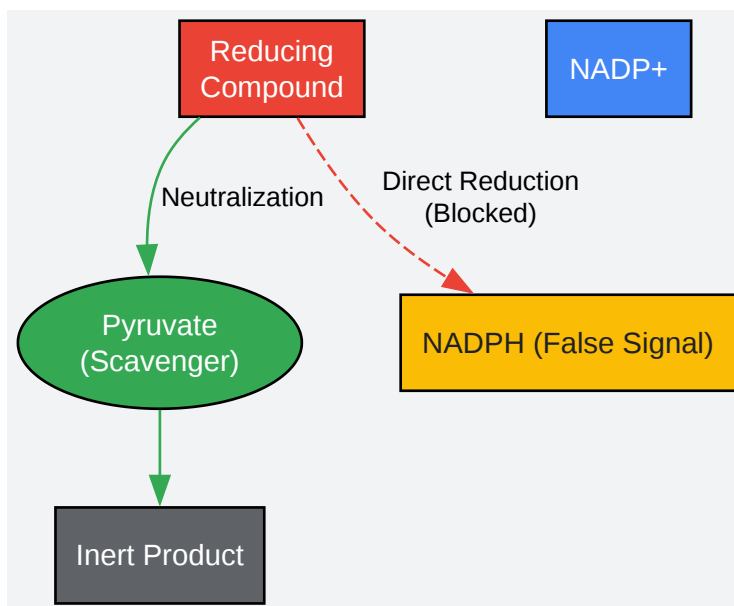 Reducing
Compound
NADP+
Neutralization
Direct Reduction
(Blocked)
Pyruvate
(Scavenger)
NADPH (False Signal)
Inert Product